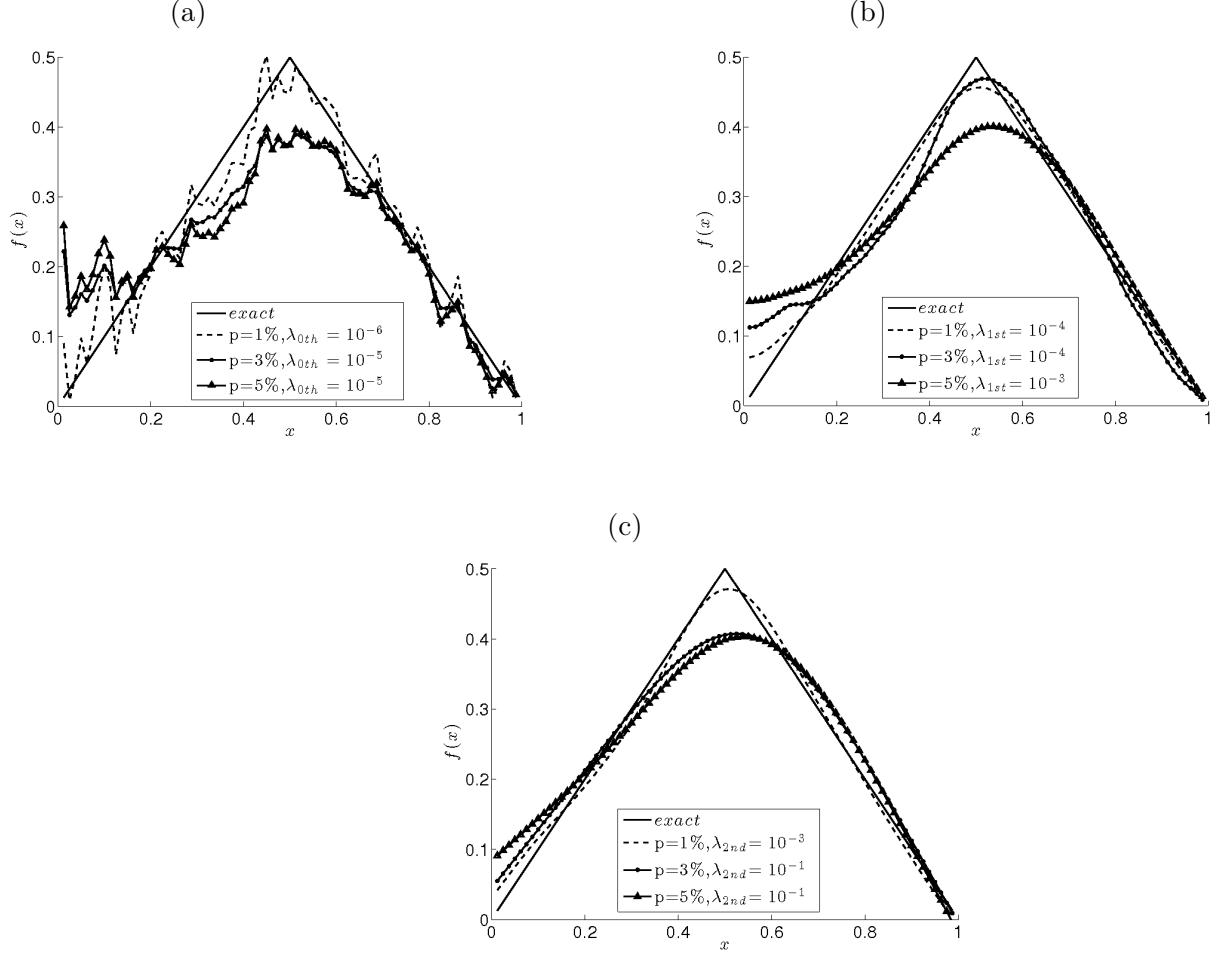 (a)
0.5
0.4
0.3
0.2
0.1
0
0
0.2
0.4
0.6
0.8
1
f(x)
x
exact
p=1%,λ0th = 10⁻⁶
p=3%,λ0th = 10⁻⁵
p=5%,λ0th = 10⁻⁵
(b)
0.5
0.4
0.3
0.2
0.1
0
0
0.2
0.4
0.6
0.8
1
f(x)
x
exact
p=1%,λ1st = 10⁻⁴
p=3%,λ1st = 10⁻⁴
p=5%,λ1st = 10⁻³
(c)
0.5
0.4
0.3
0.2
0.1
0
0
0.2
0.4
0.6
0.8
1
f(x)
x
exact
p=1%,λ2nd = 10⁻³
p=3%,λ2nd = 10⁻¹
p=5%,λ2nd = 10⁻¹